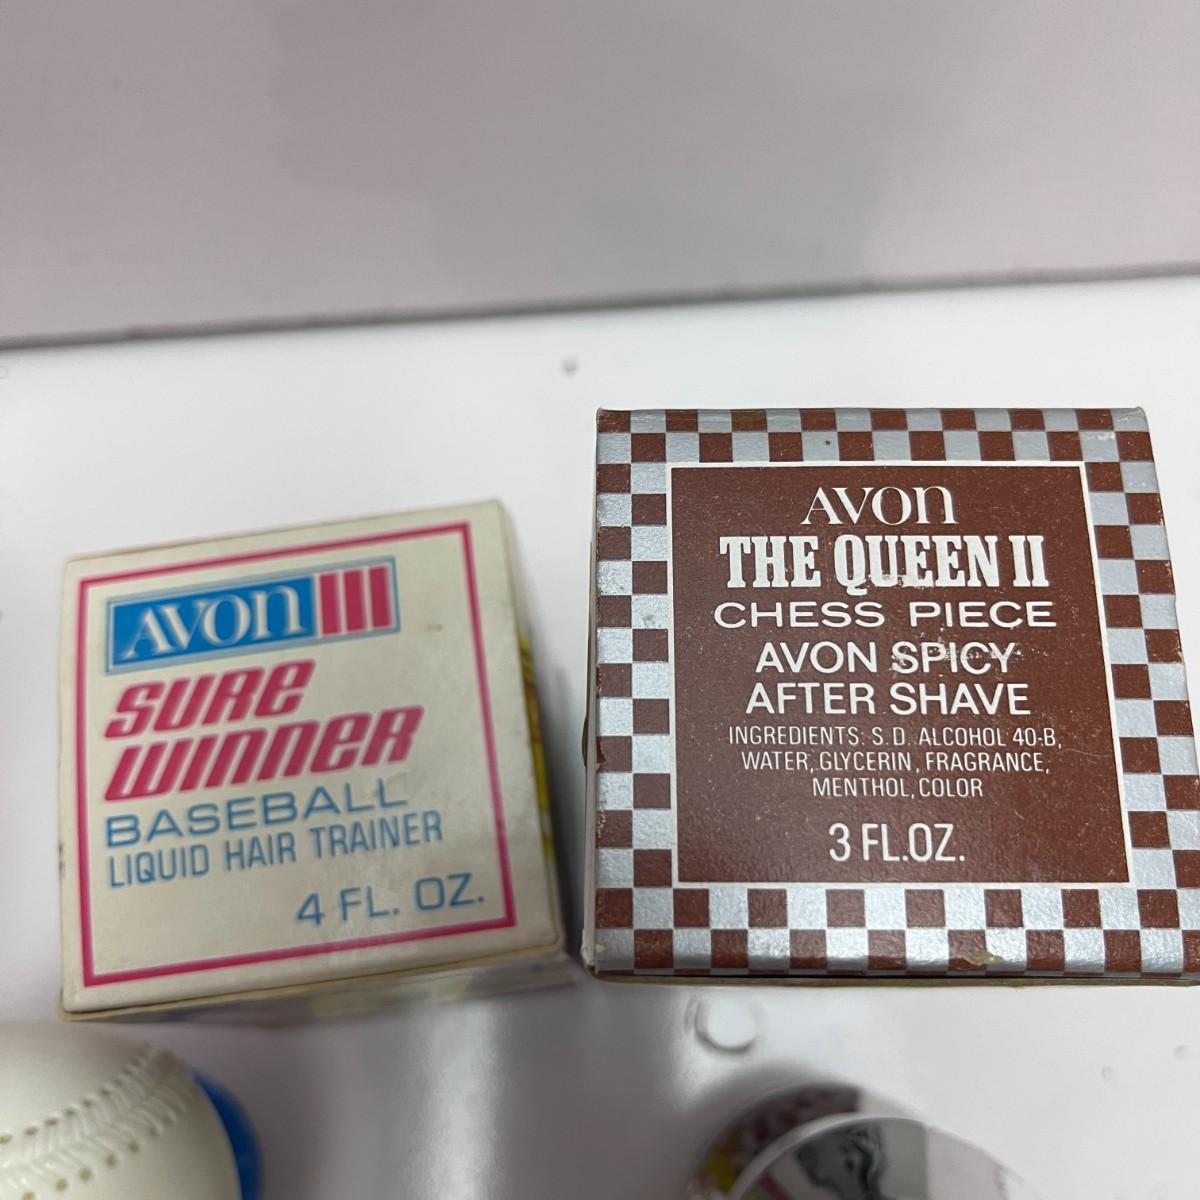 AVON
SURE
WINNER
BASEBALL
LIQUID HAIR TRAINER
4 FL. OZ.
AVON
THE QUEEN II
CHESS PIECE
AVON SPICY
AFTER SHAVE
INGREDIENTS: S.D. ALCOHOL 40-B,
WATER, GLYCERIN, FRAGRANCE,
MENTHOL, COLOR
3 FL.OZ.